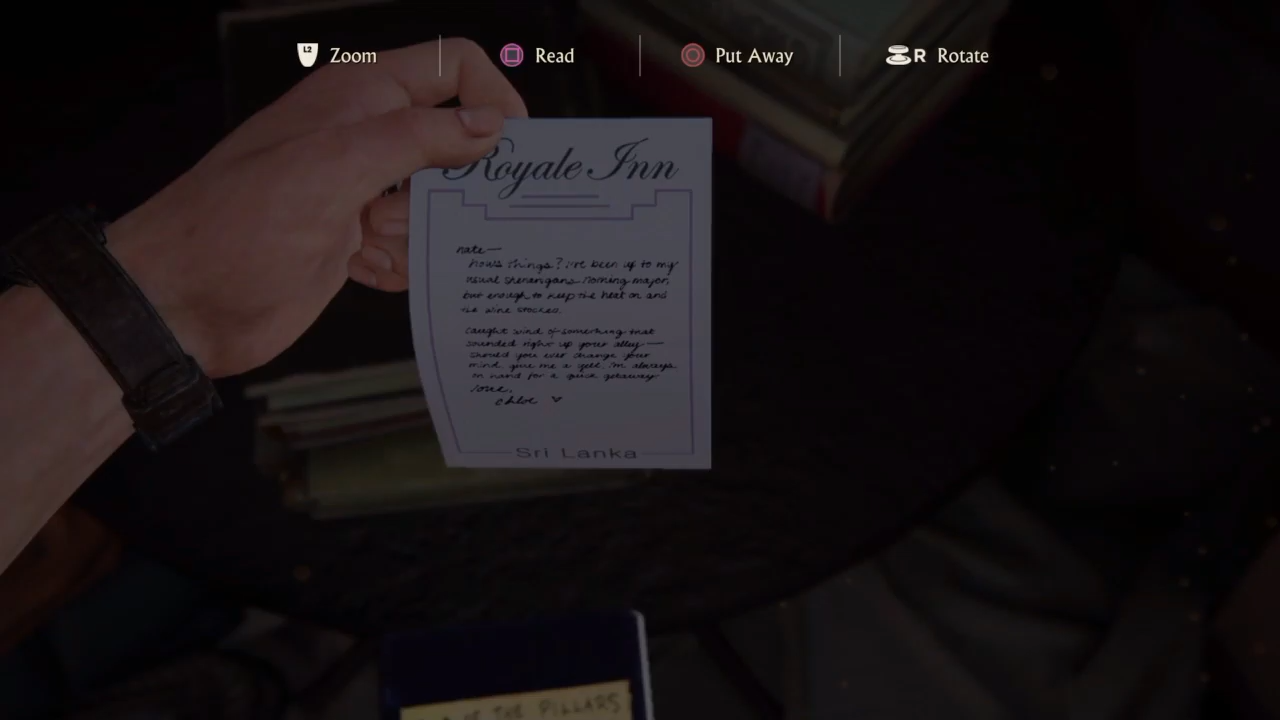 L2 Zoom
Read
Put Away
R Rotate
Royale Inn
nate—
how's things? I've been up to my
usual shenanigans. Nothing major,
but enough to keep the heat on and
the wine stocked.
Caught wind of something that
sounded right up your alley—
should you ever change your
mind, give me a yell. I'm always
on hand for a quick getaway.
love,
chloe
Sri Lanka
OF THE PILLARS